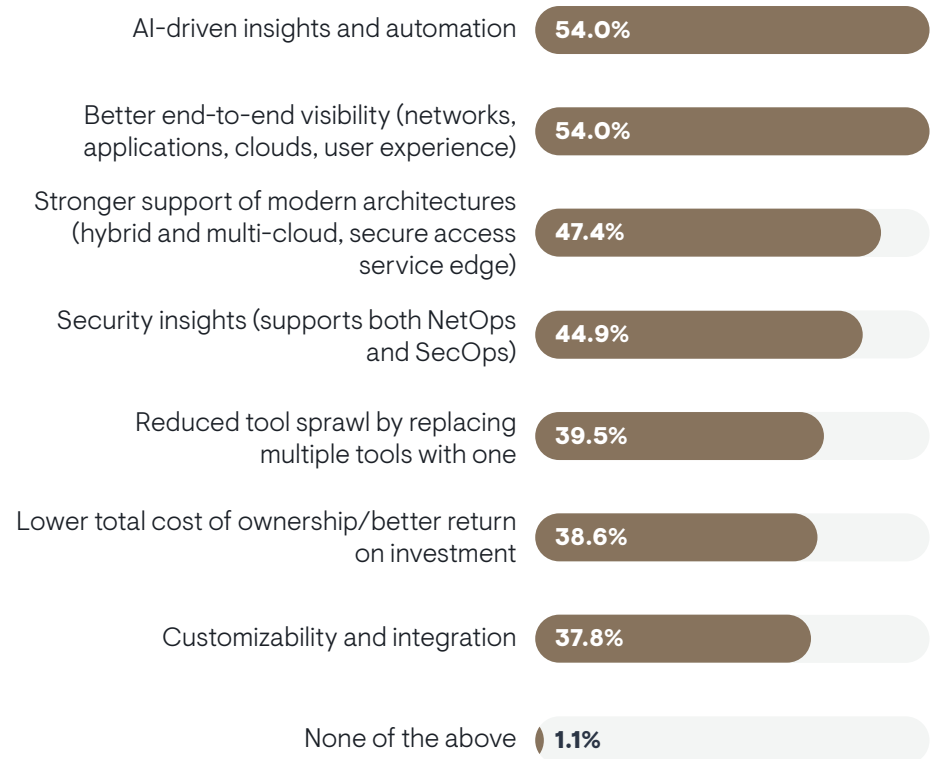 AI-driven insights and automation
54.0%
Better end-to-end visibility (networks,
applications, clouds, user experience)
54.0%
Stronger support of modern architectures
(hybrid and multi-cloud, secure access
service edge)
47.4%
Security insights (supports both NetOps
and SecOps)
44.9%
Reduced tool sprawl by replacing
multiple tools with one
39.5%
Lower total cost of ownership/better return
on investment
38.6%
Customizability and integration
37.8%
None of the above
1.1%